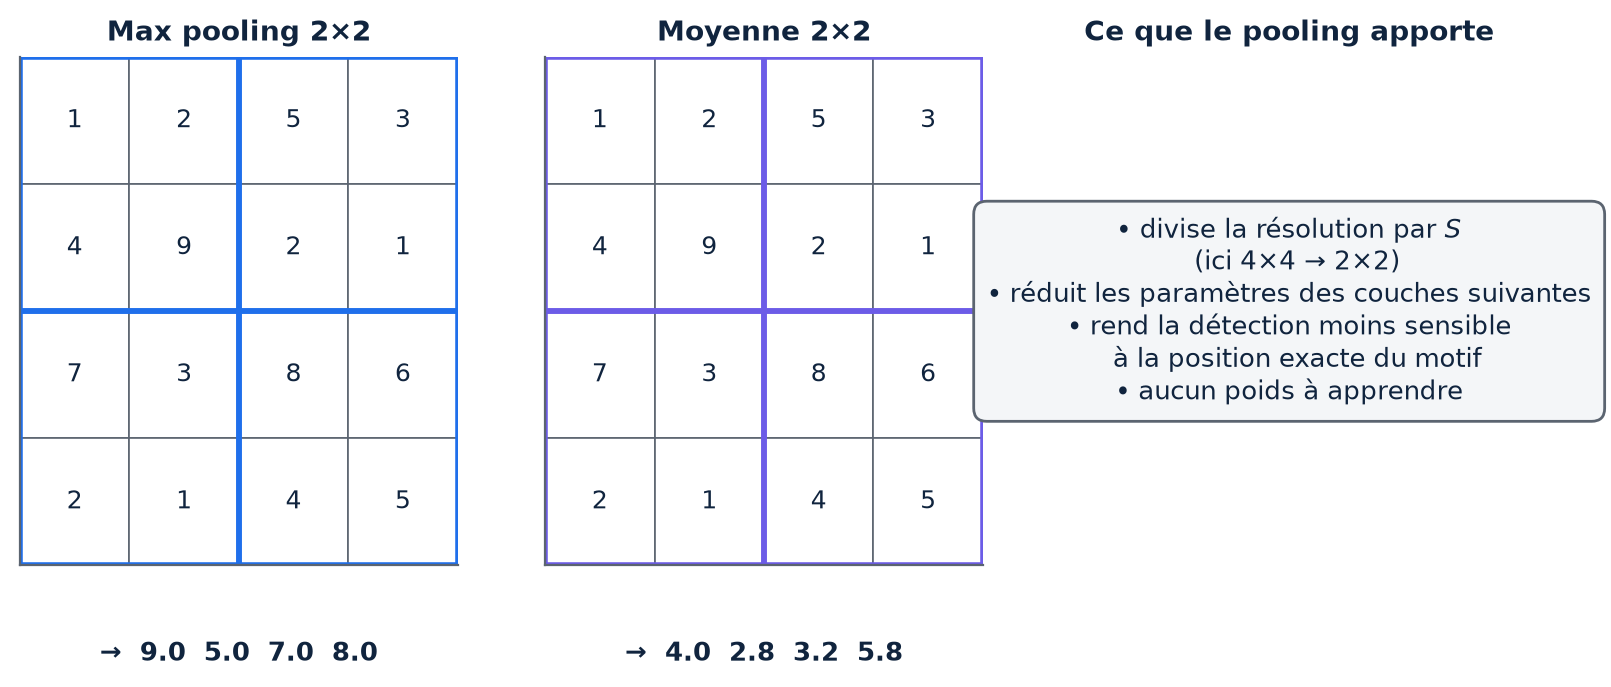 Max pooling 2×2
1 2 5 3
4 9 2 1
7 3 8 6
2 1 4 5
→ 9.0 5.0 7.0 8.0
Moyenne 2×2
1 2 5 3
4 9 2 1
7 3 8 6
2 1 4 5
→ 4.0 2.8 3.2 5.8
Ce que le pooling apporte
• divise la résolution par S
(ici 4×4 → 2×2)
• réduit les paramètres des couches suivantes
• rend la détection moins sensible
à la position exacte du motif
• aucun poids à apprendre